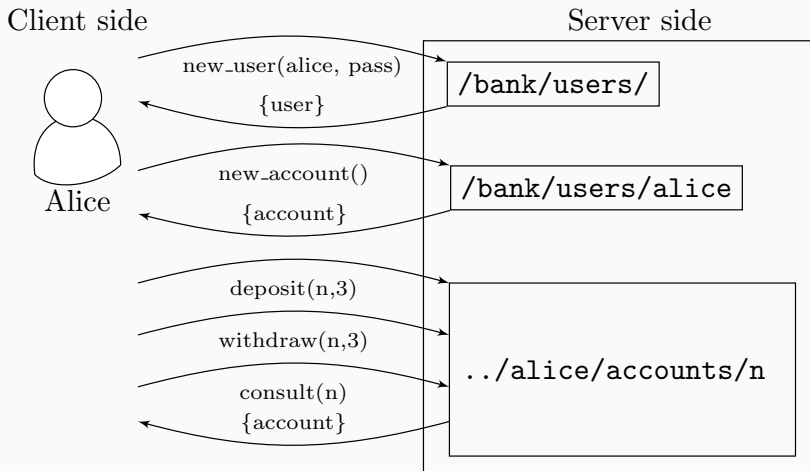 Client side
Server side
new_user(alice, pass)
/bank/users/
{user}
new_account()
/bank/users/alice
Alice
{account}
deposit(n,3)
withdraw(n,3)
../alice/accounts/n
consult(n)
{account}